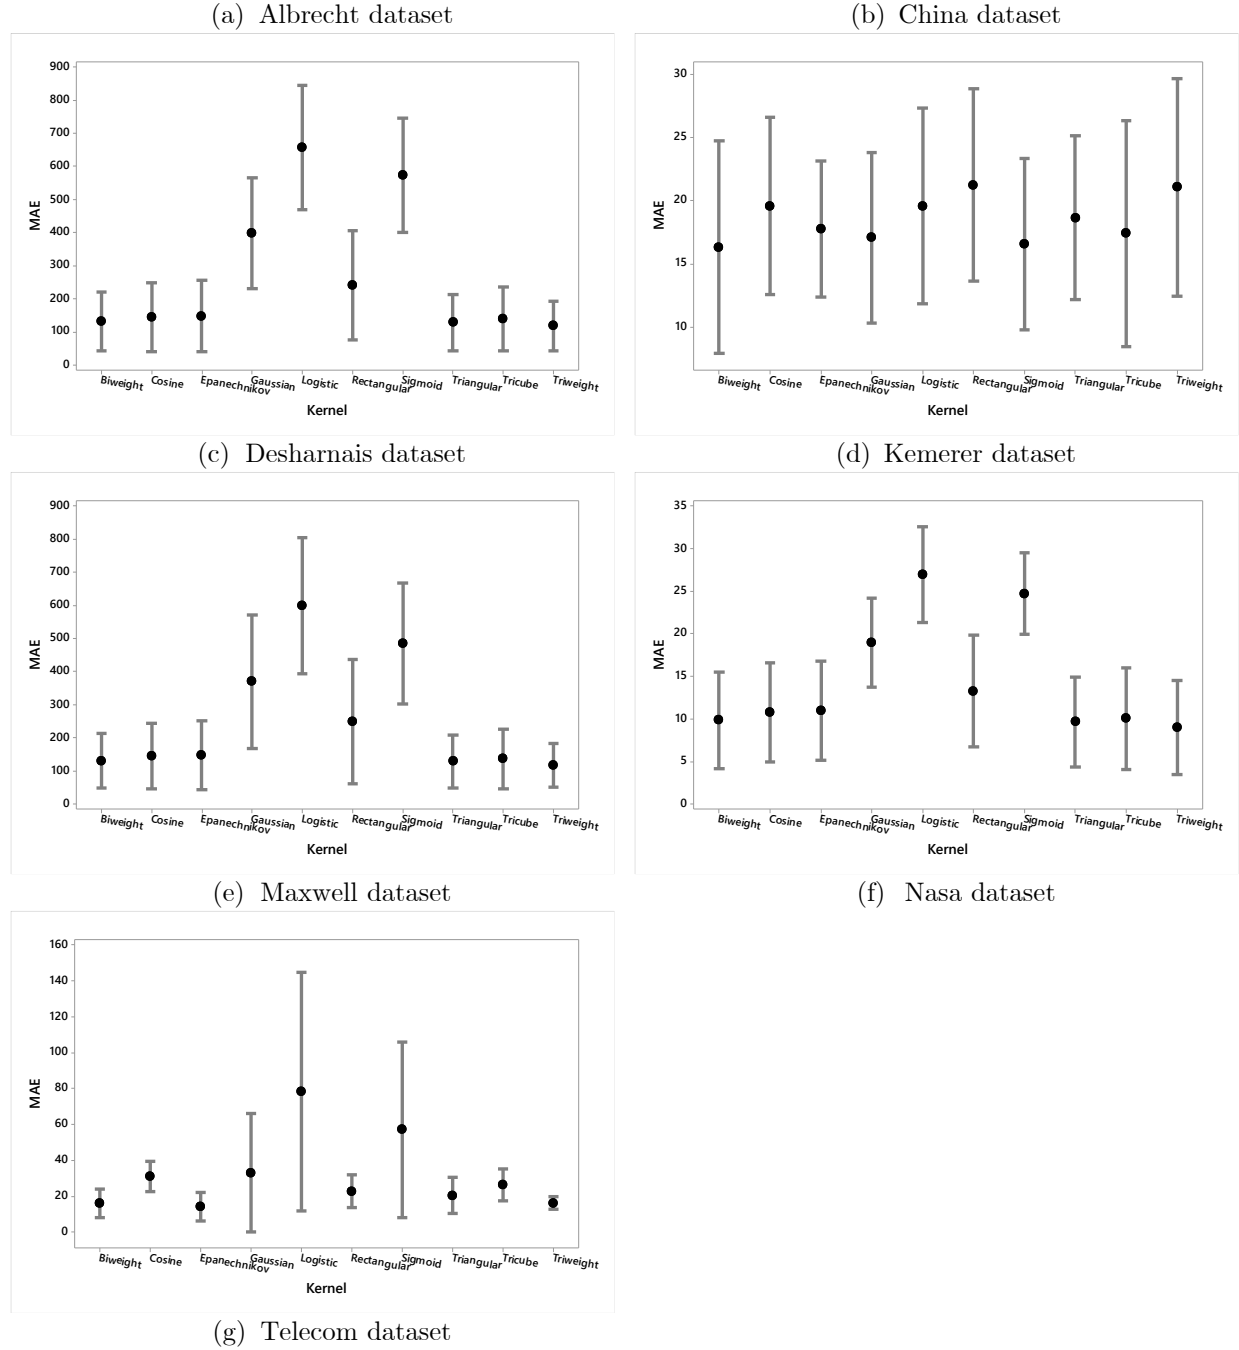 (a) Albrecht dataset
(b) China dataset
900
800
700
600
500
400
300
200
100
0
MAE
Biweight Cosine Epanechnikov Gaussian Logistic Rectangular Sigmoid Triangular Tricube Triweight
Kernel
30
25
20
15
10
MAE
Biweight Cosine Epanechnikov Gaussian Logistic Rectangular Sigmoid Triangular Tricube Triweight
Kernel
(c) Desharnais dataset
(d) Kemerer dataset
900
800
700
600
500
400
300
200
100
0
MAE
Biweight Cosine Epanechnikov Gaussian Logistic Rectangular Sigmoid Triangular Tricube Triweight
Kernel
35
30
25
20
15
10
5
0
MAE
Biweight Cosine Epanechnikov Gaussian Logistic Rectangular Sigmoid Triangular Tricube Triweight
Kernel
(e) Maxwell dataset
(f) Nasa dataset
160
140
120
100
80
60
40
20
0
MAE
Biweight Cosine Epanechnikov Gaussian Logistic Rectangular Sigmoid Triangular Tricube Triweight
Kernel
(g) Telecom dataset